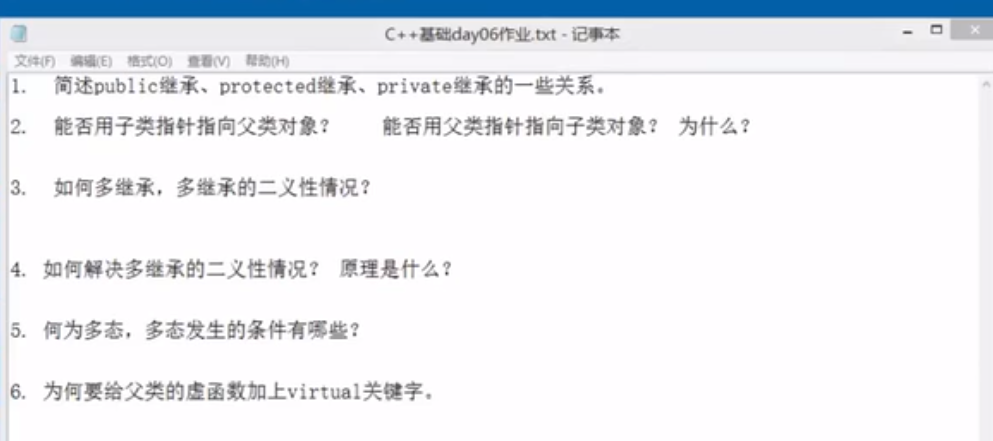 C++基础day06作业.txt - 记事本
文件(F) 编辑(E) 格式(O) 查看(V) 帮助(H)
1. 简述public继承、protected继承、private继承的一些关系。
2. 能否用子类指针指向父类对象？ 能否用父类指针指向子类对象？ 为什么？
3. 如何多继承，多继承的二义性情况？
4. 如何解决多继承的二义性情况？ 原理是什么？
5. 何为多态，多态发生的条件有哪些？
6. 为何要给父类的虚函数加上virtual关键字。